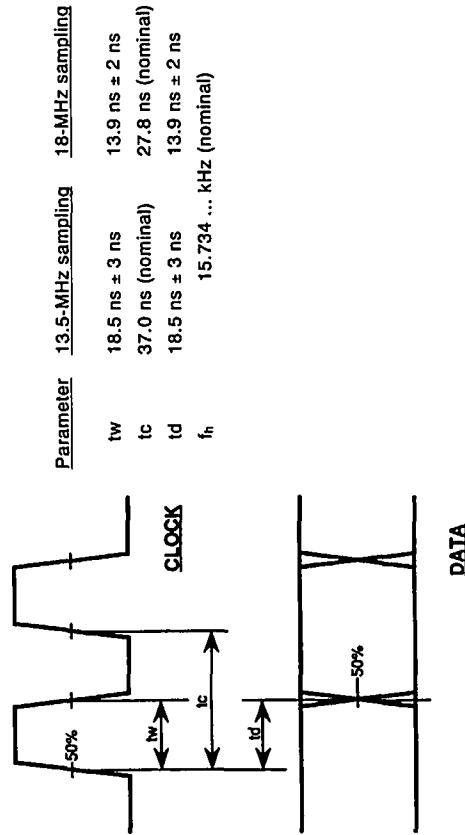 Parameter 13.5-MHz sampling 18-MHz sampling
tw 18.5 ns ± 3 ns 13.9 ns ± 2 ns
tc 37.0 ns (nominal) 27.8 ns (nominal)
td 18.5 ns ± 3 ns 13.9 ns ± 2 ns
fh 15.734 ... kHz (nominal)
50%
CLOCK
tw
tc
td
50%
DATA